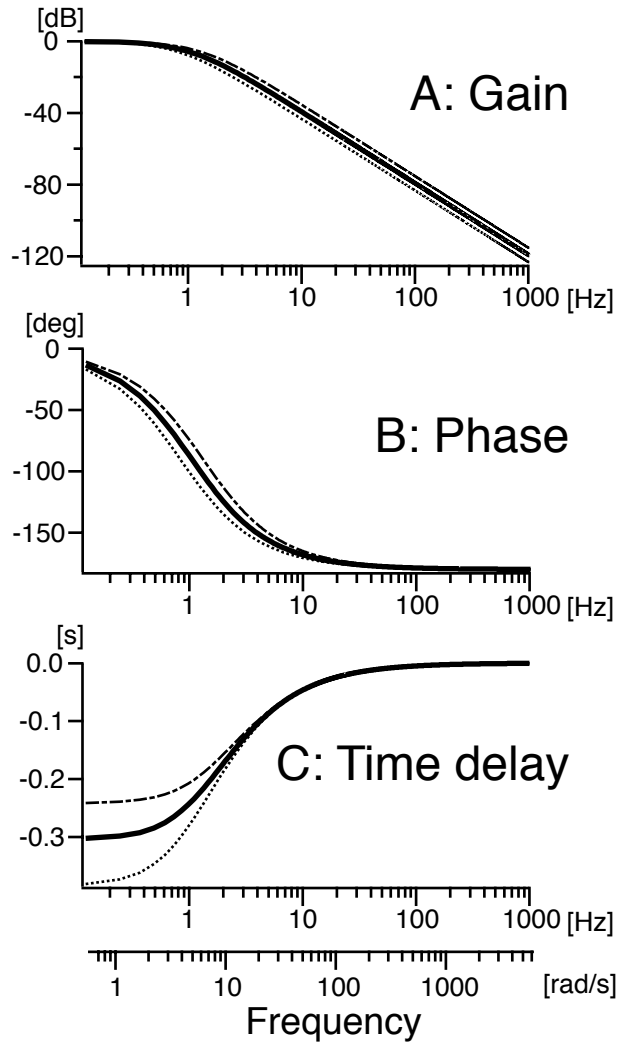 [dB]
0
-40
-80
-120
A: Gain
1 10 100 1000 [Hz]
[deg]
0
-50
-100
-150
B: Phase
1 10 100 1000 [Hz]
[s]
0.0
-0.1
-0.2
-0.3
C: Time delay
1 10 100 1000 [Hz]
1 10 100 1000 [rad/s]
Frequency